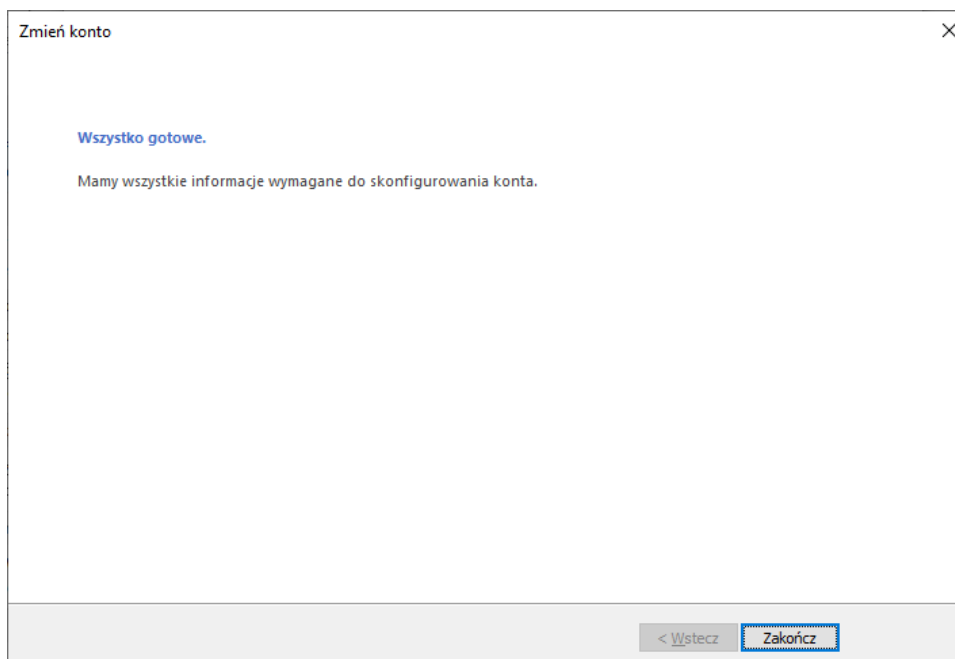 Zmień konto
Wszystko gotowe.
Mamy wszystkie informacje wymagane do skonfigurowania konta.
< Wstecz
Zakończ